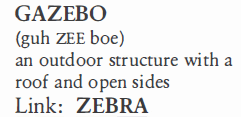 GAZEBO
(guh ZEE boe)
an outdoor structure with a
roof and open sides
Link: ZEBRA